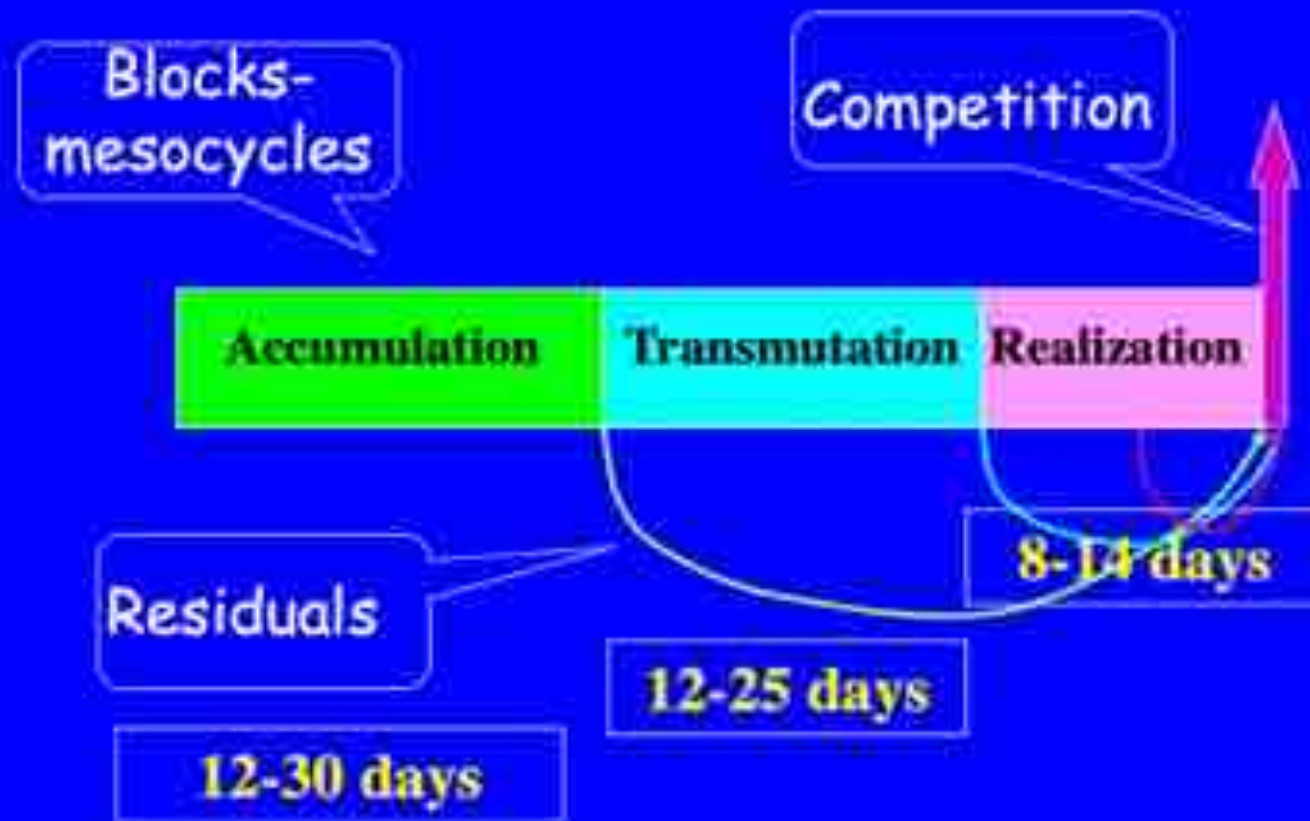 Blocks-
mesocycles
Competition
Accumulation
Transmutation
Realization
Residuals
8-14 days
12-25 days
12-30 days